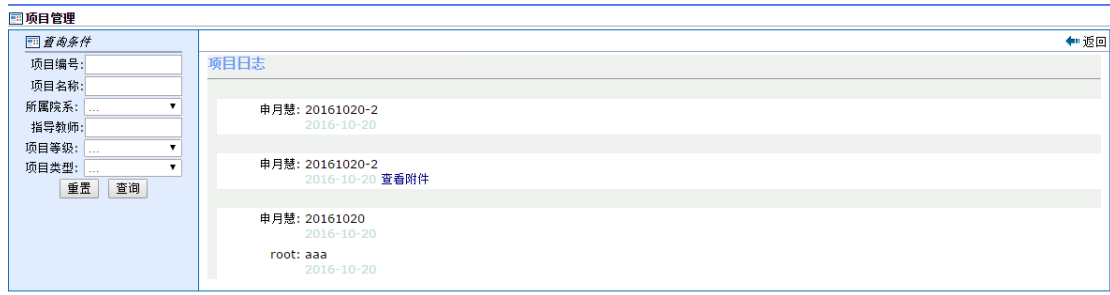 项目管理
查询条件
项目编号:
项目名称:
所属院系: ...
指导教师:
项目等级: ...
项目类型: ...
重置 查询
返回
项目日志
申月慧: 20161020-2
2016-10-20
申月慧: 20161020-2
2016-10-20 查看附件
申月慧: 20161020
2016-10-20
root: aaa
2016-10-20